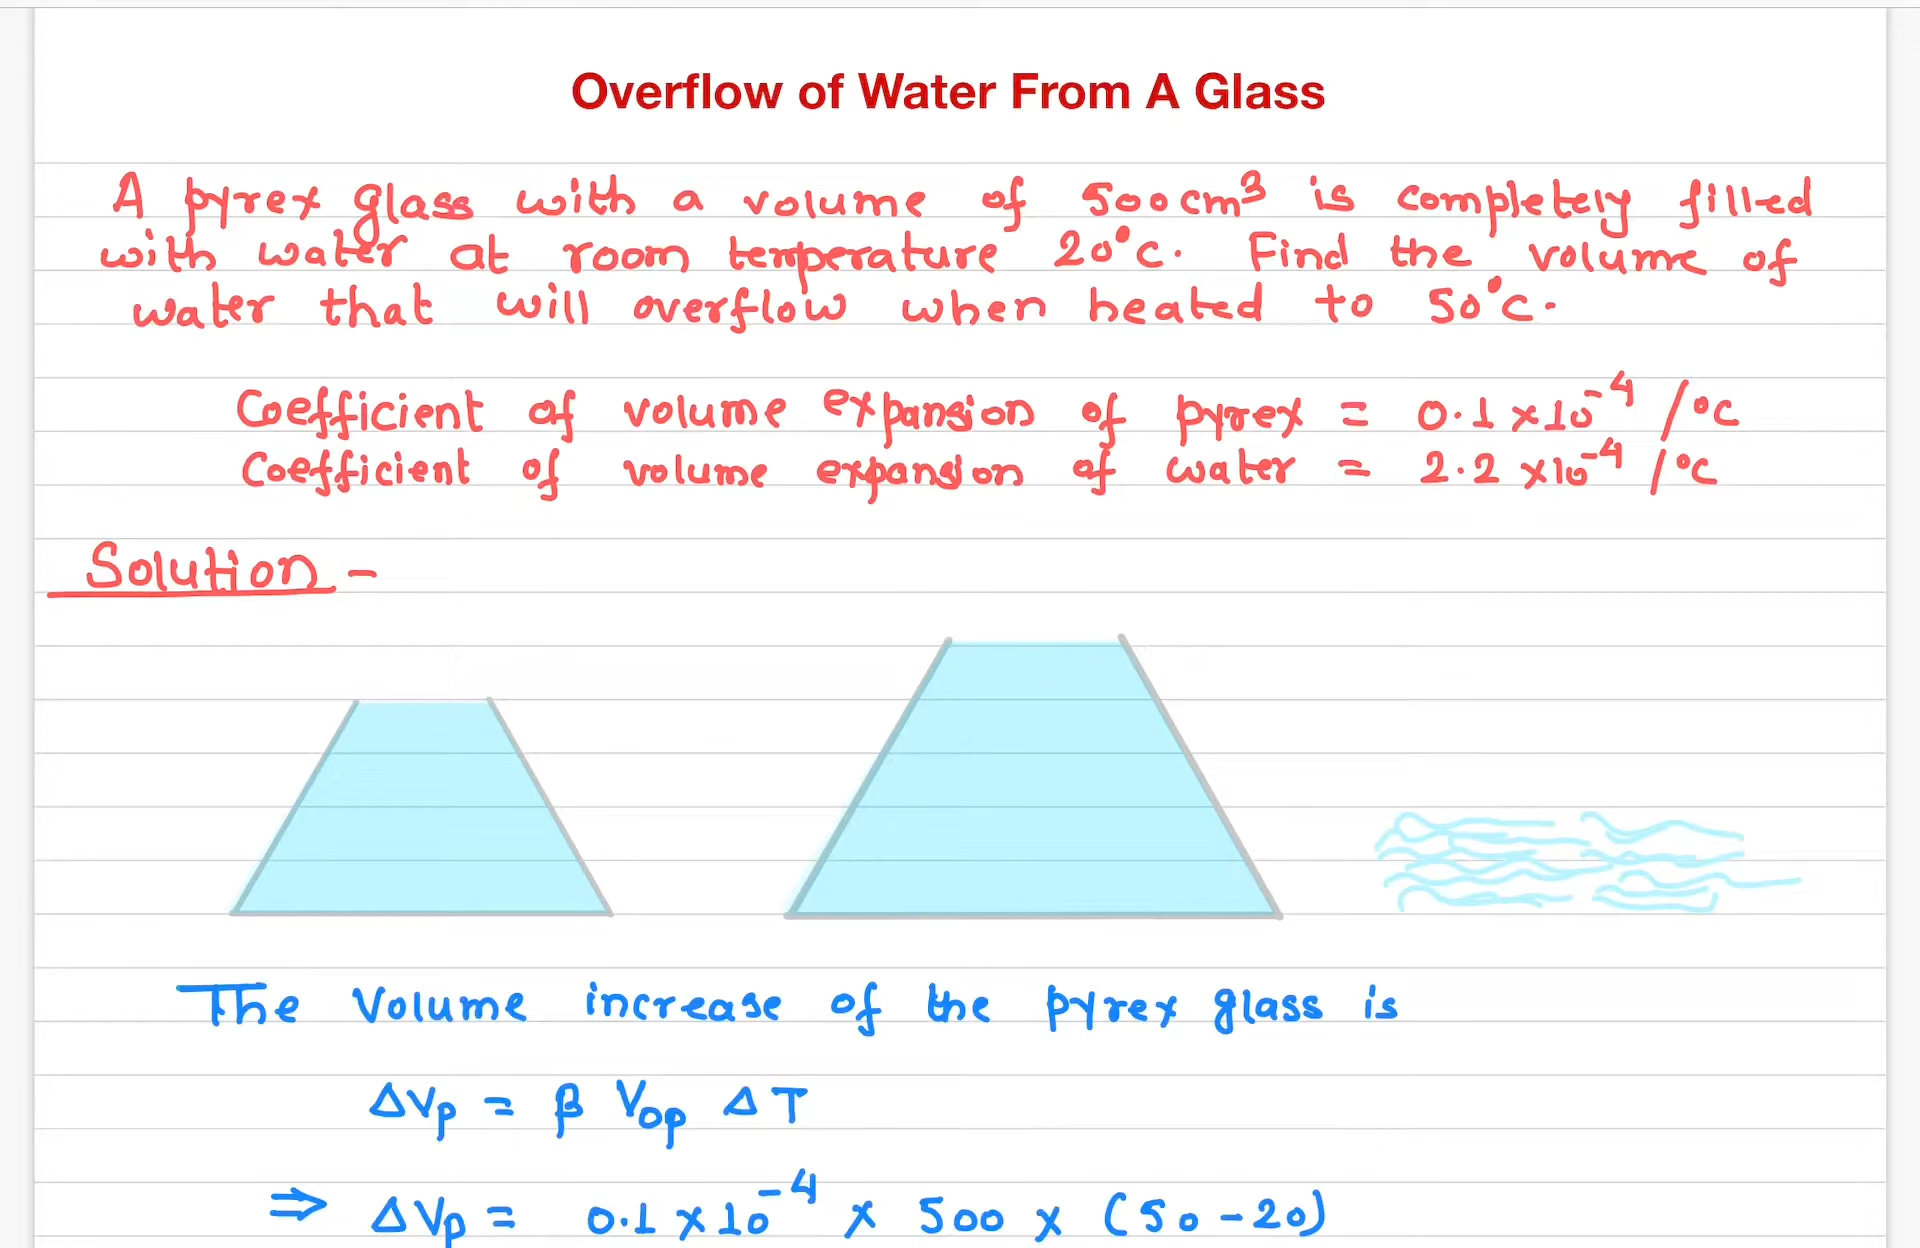 Overflow of Water From A Glass
A pyrex glass with a volume of 500cm³ is completely filled
with water at room temperature 20°c. Find the volume of
water that will overflow when heated to 50°c.
Coefficient of volume expansion of pyrex = 0.1 × 10⁻⁴ /°C
Coefficient of volume expansion of water = 2.2 × 10⁻⁴ /°C
Solution -
The Volume increase of the pyrex glass is
ΔVₚ = β V₀ₚ ΔT
⇒ ΔVₚ = 0.1 × 10⁻⁴ × 500 × (50 - 20)